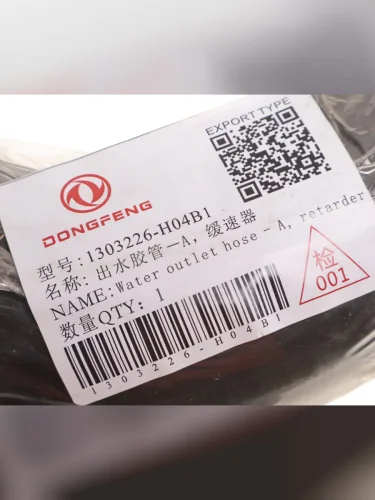 EXPORT TYPE
DONGFENG
型号:1303226-H04B1
名称:出水胶管－A，缓速器
NAME:Water outlet hose - A, retarder
数量QTY: 1
检
001
1303226-H04B1